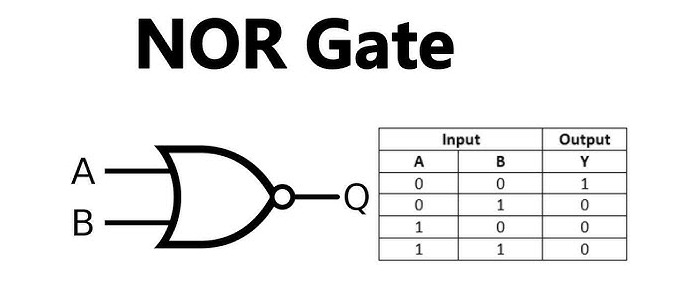 NOR Gate
A
B
Q
Input Output
A B Y
0 0 1
0 1 0
1 0 0
1 1 0